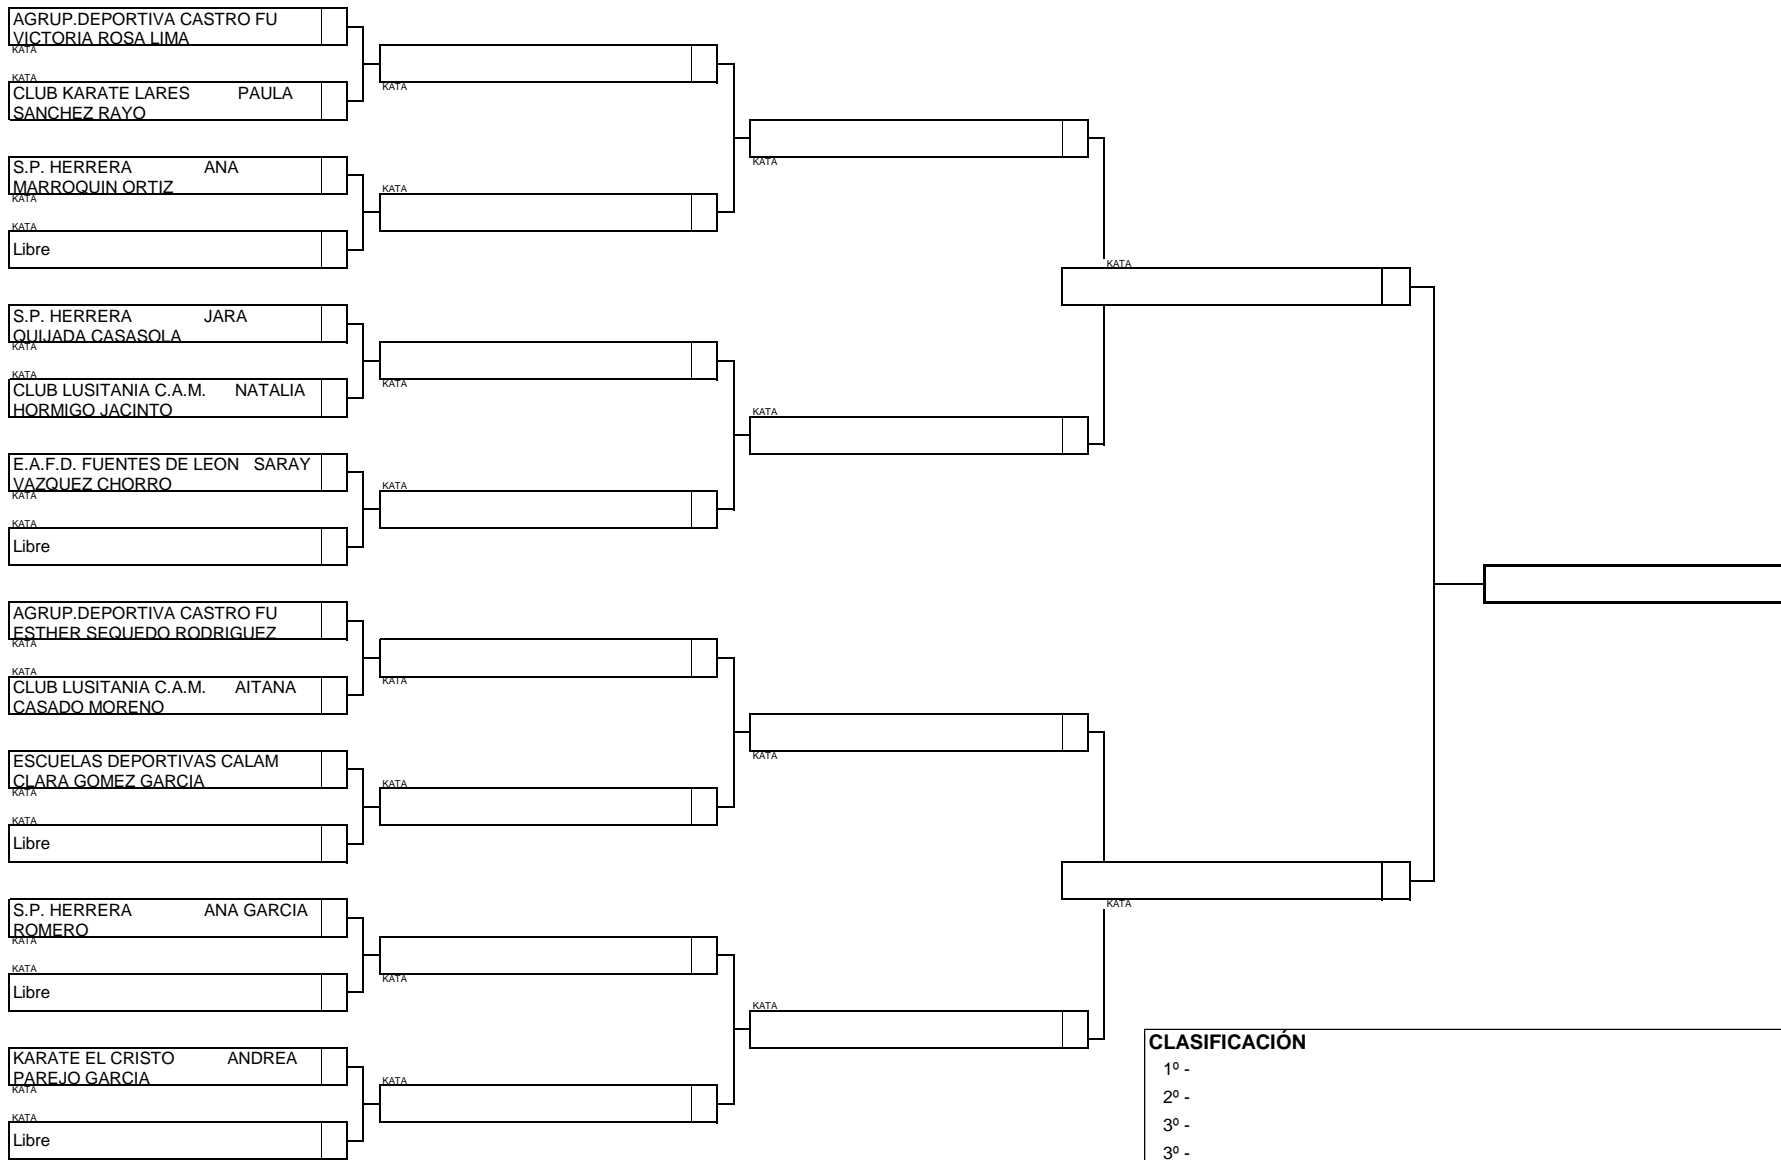 AGRUP.DEPORTIVA CASTRO FU
VICTORIA ROSA LIMA
KATA
KATA
CLUB KARATE LARES PAULA
SANCHEZ RAYO
S.P. HERRERA ANA
MARROQUIN ORTIZ
KATA
KATA
Libre
S.P. HERRERA JARA
QUIJADA CASASOLA
KATA
KATA
CLUB LUSITANIA C.A.M. NATALIA
HORMIGO JACINTO
E.A.F.D. FUENTES DE LEON SARAY
VAZQUEZ CHORRO
KATA
KATA
Libre
AGRUP.DEPORTIVA CASTRO FU
ESTHER SEQUEDO RODRIGUEZ
KATA
KATA
CLUB LUSITANIA C.A.M. AITANA
CASADO MORENO
ESCUELAS DEPORTIVAS CALAM
CLARA GOMEZ GARCIA
KATA
KATA
Libre
S.P. HERRERA ANA GARCIA
ROMERO
KATA
KATA
Libre
KARATE EL CRISTO ANDREA
PAREJO GARCIA
KATA
KATA
Libre
KATA
KATA
KATA
KATA
KATA
KATA
KATA
KATA
KATA
KATA
KATA
KATA
KATA
KATA
CLASIFICACIÓN
1º -
2º -
3º -
3º -